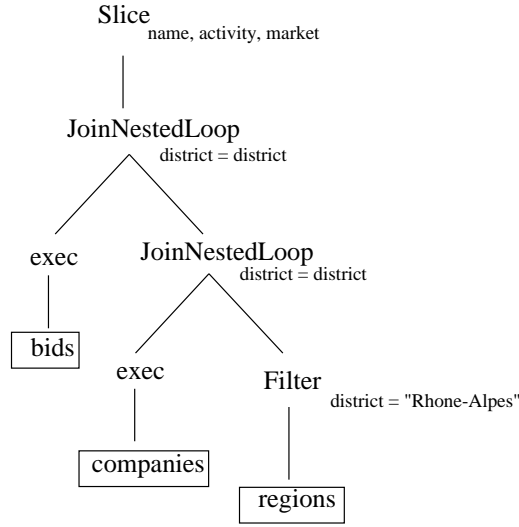 Slice
name, activity, market
JoinNestedLoop
district = district
exec
JoinNestedLoop
district = district
bids
exec
Filter
district = "Rhone-Alpes"
companies
regions